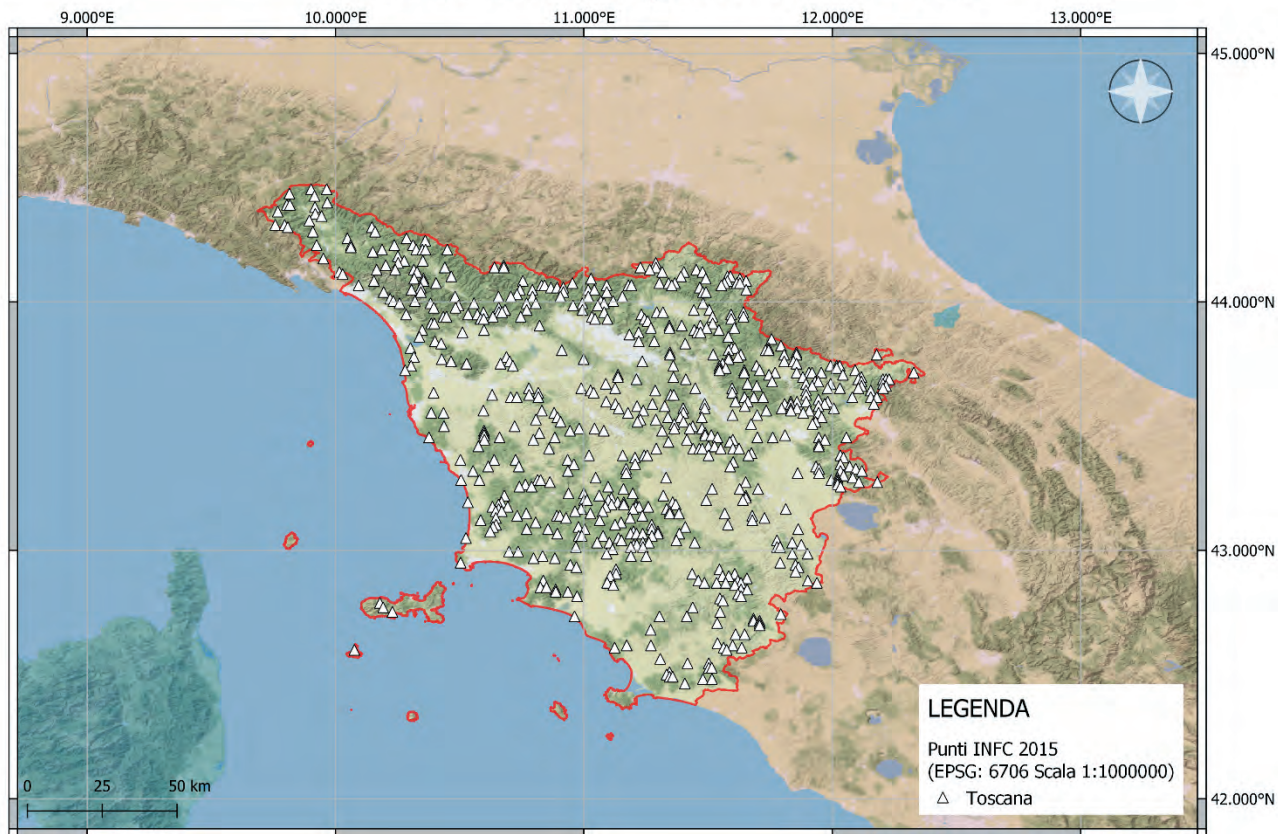 9.000°E 10.000°E 11.000°E 12.000°E 13.000°E
45.000°N
44.000°N
43.000°N
42.000°N
0 25 50 km
LEGENDA
Punti INFC 2015
(EPSG: 6706 Scala 1:1000000)
Toscana